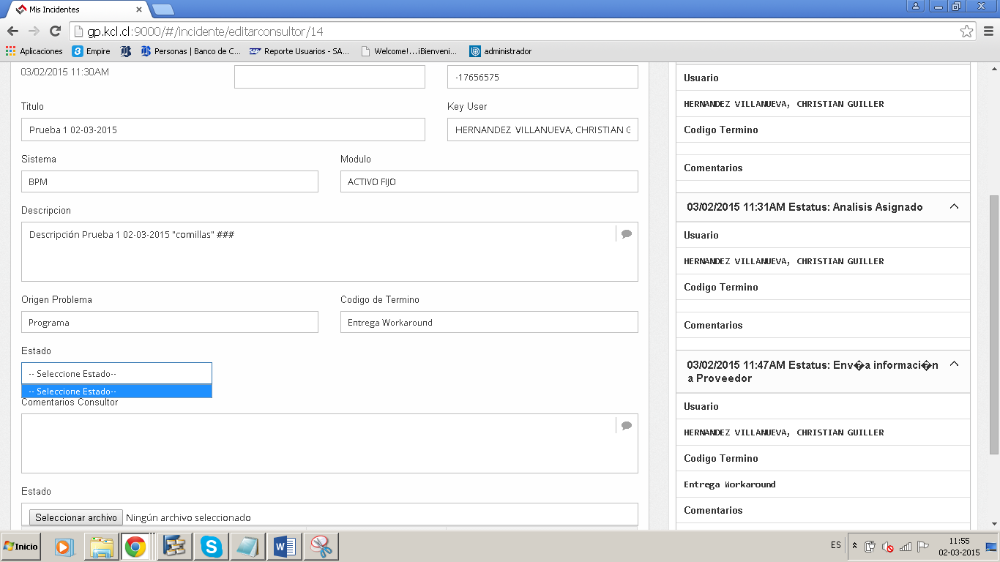 Mis Incidentes
gp.kcl.cl:9000/#/incidente/editarconsultor/14
Aplicaciones
Empire
Personas | Banco de C...
Reporte Usuarios - SA...
Welcome!...¡Bienveni...
administrador
03/02/2015 11:30AM
-17656575
Titulo
Key User
Prueba 1 02-03-2015
HERNANDEZ VILLANUEVA, CHRISTIAN G
Sistema
Modulo
BPM
ACTIVO FIJO
Descripcion
Descripción Prueba 1 02-03-2015 "comillas" ###
Origen Problema
Codigo de Termino
Programa
Entrega Workaround
Estado
-- Seleccione Estado--
-- Seleccione Estado--
Comentarios Consultor
Estado
Seleccionar archivo Ningún archivo seleccionado
Usuario
HERNANDEZ VILLANUEVA, CHRISTIAN GUILLER
Codigo Termino
Comentarios
03/02/2015 11:31AM Estatus: Analisis Asignado
Usuario
HERNANDEZ VILLANUEVA, CHRISTIAN GUILLER
Codigo Termino
Comentarios
03/02/2015 11:47AM Estatus: Env�a informaci�n
a Proveedor
Usuario
HERNANDEZ VILLANUEVA, CHRISTIAN GUILLER
Codigo Termino
Entrega Workaround
Comentarios
Inicio
ES
11:55
02-03-2015